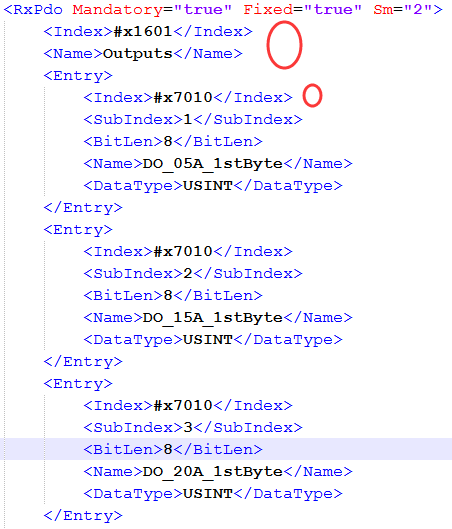 <RxPdo Mandatory="true" Fixed="true" Sm="2">
<Index>#x1601</Index>
<Name>Outputs</Name>
<Entry>
<Index>#x7010</Index>
<SubIndex>1</SubIndex>
<BitLen>8</BitLen>
<Name>DO_05A_1stByte</Name>
<DataType>USINT</DataType>
</Entry>
<Entry>
<Index>#x7010</Index>
<SubIndex>2</SubIndex>
<BitLen>8</BitLen>
<Name>DO_15A_1stByte</Name>
<DataType>USINT</DataType>
</Entry>
<Entry>
<Index>#x7010</Index>
<SubIndex>3</SubIndex>
<BitLen>8</BitLen>
<Name>DO_20A_1stByte</Name>
<DataType>USINT</DataType>
</Entry>